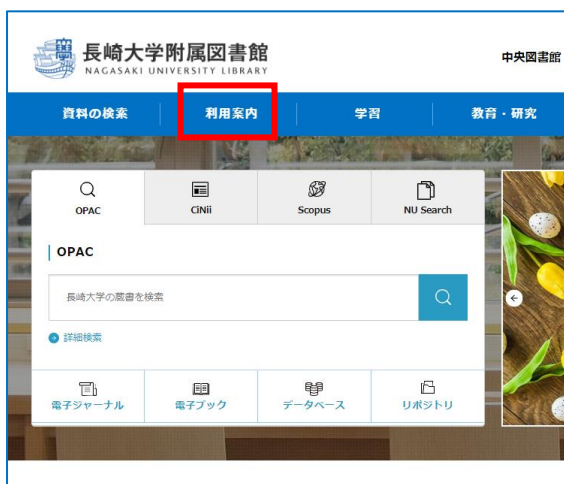 長崎大学附属図書館
NAGASAKI UNIVERSITY LIBRARY
中央図書館
資料の検索 利用案内 学習 教育・研究
OPAC CiNii Scopus NU Search
OPAC
長崎大学の蔵書を検索
詳細検索
電子ジャーナル 電子ブック データベース リポジトリ